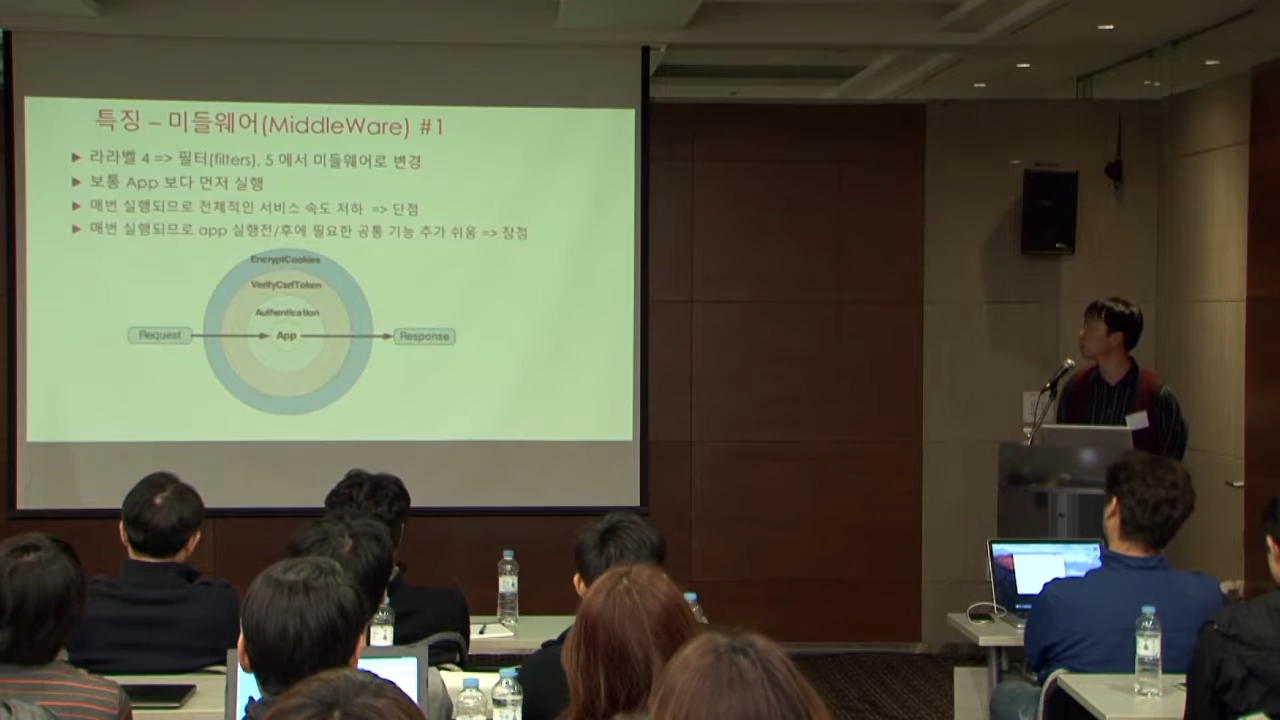 특징 – 미들웨어(MiddleWare) #1
▶ 라라벨 4 => 필터(filters). 5 에서 미들웨어로 변경
▶ 보통 App 보다 먼저 실행
▶ 매번 실행되므로 전체적인 서비스 속도 저하 => 단점
▶ 매번 실행되므로 app 실행전/후에 필요한 공통 기능 추가 쉬움 => 장점
EncryptCookies
VerifyCsrfToken
Authentication
Request
App
Response